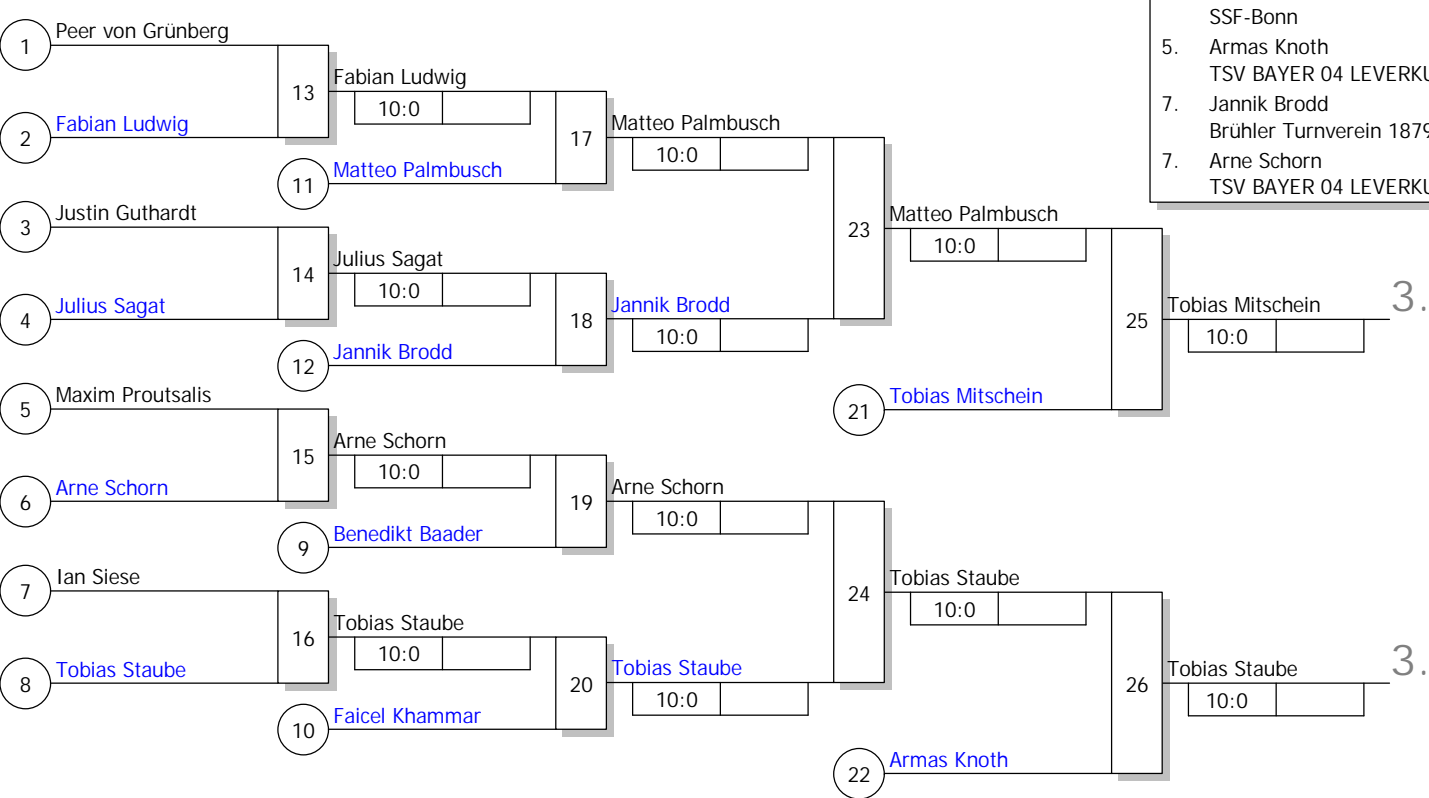 SSF-Bonn
5. Armas Knoth
TSV BAYER 04 LEVERKU
7. Jannik Brodd
Brühler Turnverein 1879
7. Arne Schorn
TSV BAYER 04 LEVERKU
1 Peer von Grünberg
13 Fabian Ludwig
10:0
2 Fabian Ludwig
17 Matteo Palmbusch
10:0
11 Matteo Palmbusch
3 Justin Guthardt
23 Matteo Palmbusch
10:0
14 Julius Sagat
10:0
4 Julius Sagat
18 Jannik Brodd
10:0
12 Jannik Brodd
25 Tobias Mitschein 3.
10:0
5 Maxim Proutsalis
21 Tobias Mitschein
15 Arne Schorn
10:0
6 Arne Schorn
19 Arne Schorn
10:0
9 Benedikt Baader
7 Ian Siese
24 Tobias Staube
10:0
16 Tobias Staube
10:0
8 Tobias Staube
20 Tobias Staube
10:0
10 Faicel Khammar
26 Tobias Staube 3.
10:0
22 Armas Knoth